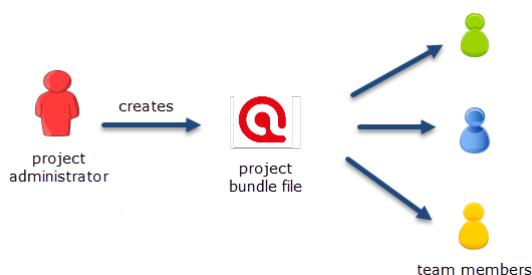 creates
project
administrator
project
bundle file
team members